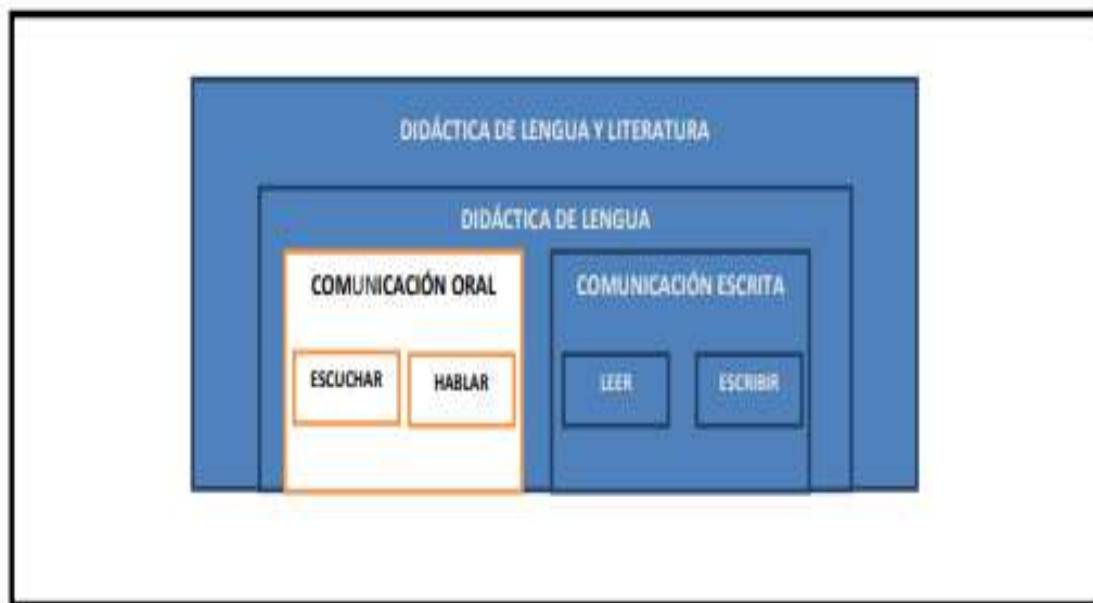 DIDÁCTICA DE LENGUA Y LITERATURA
DIDÁCTICA DE LENGUA
COMUNICACIÓN ORAL
ESCUCHAR
HABLAR
COMUNICACIÓN ESCRITA
LEER
ESCRIBIR